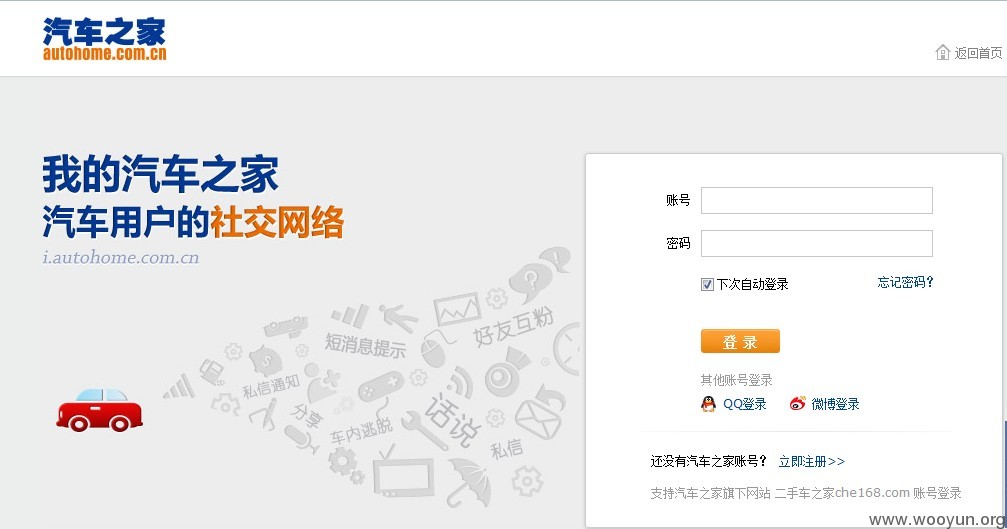 汽车之家
autohome.com.cn
返回首页
我的汽车之家
汽车用户的社交网络
i.autohome.com.cn
短消息提示
好友互粉
私信通知
分享
车内逃脱
话说
私信
账号
密码
下次自动登录
忘记密码?
登录
其他账号登录
QQ登录
微博登录
还没有汽车之家账号? 立即注册>>
支持汽车之家旗下网站 二手车之家che168.com 账号登录
www.wooyun.org